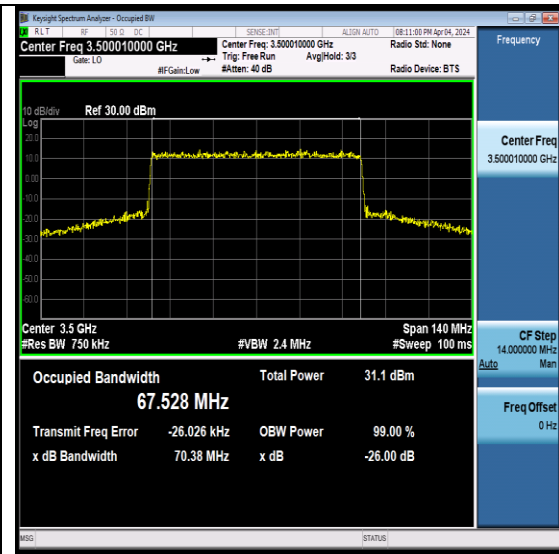 Keysight Spectrum Analyzer - Occupied BW
RLT RF 50 Ω DC SENSE:INT ALIGN AUTO 08:11:00 PM Apr 04, 2024
Center Freq 3.500010000 GHz
Center Freq: 3.500010000 GHz Radio Std: None
Gate: LO Trig: Free Run Avg|Hold: 3/3
#IFGain:Low #Atten: 40 dB Radio Device: BTS
Frequency
10 dB/div Ref 30.00 dBm
Log
20.0
10.0
0.00
-10.0
-20.0
-30.0
-40.0
-50.0
-60.0
Center Freq
3.500010000 GHz
Center 3.5 GHz Span 140 MHz
#Res BW 750 kHz #VBW 2.4 MHz #Sweep 100 ms
CF Step
14.000000 MHz
Auto Man
Occupied Bandwidth Total Power 31.1 dBm
67.528 MHz
Transmit Freq Error -26.026 kHz OBW Power 99.00 %
x dB Bandwidth 70.38 MHz x dB -26.00 dB
Freq Offset
0 Hz
MSG STATUS